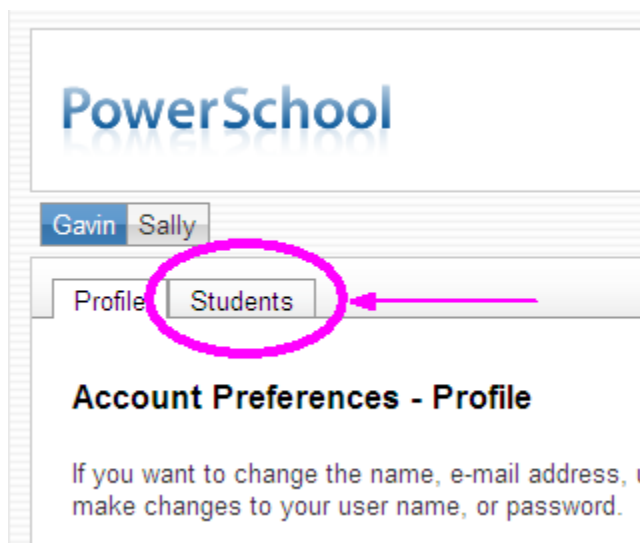 PowerSchool
Gavin Sally
Profile Students
Account Preferences - Profile
If you want to change the name, e-mail address,
make changes to your user name, or password.